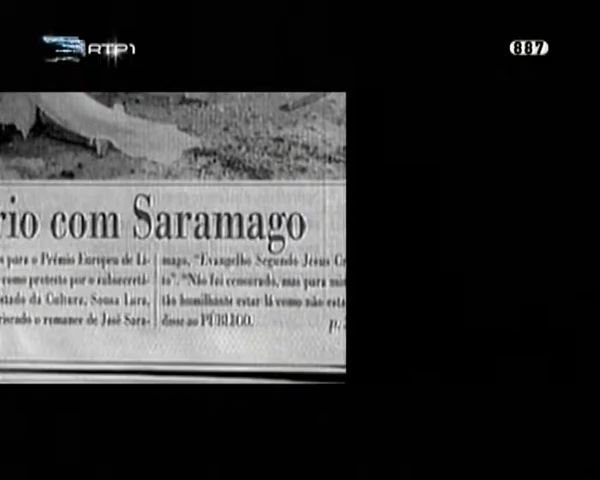 RTP1
887
rio com Saramago
para o Prémio Europeu de Li-
como protesto por o subsecretá-
stado da Cultura, Sousa Lara,
riscado o romance de José Sara-
mago, "Evangelho Segundo Jesus C
to". "Não fui censurado, mas para mim
tão humilhante estar lá como não esta
disse ao PÚBLICO.
p.